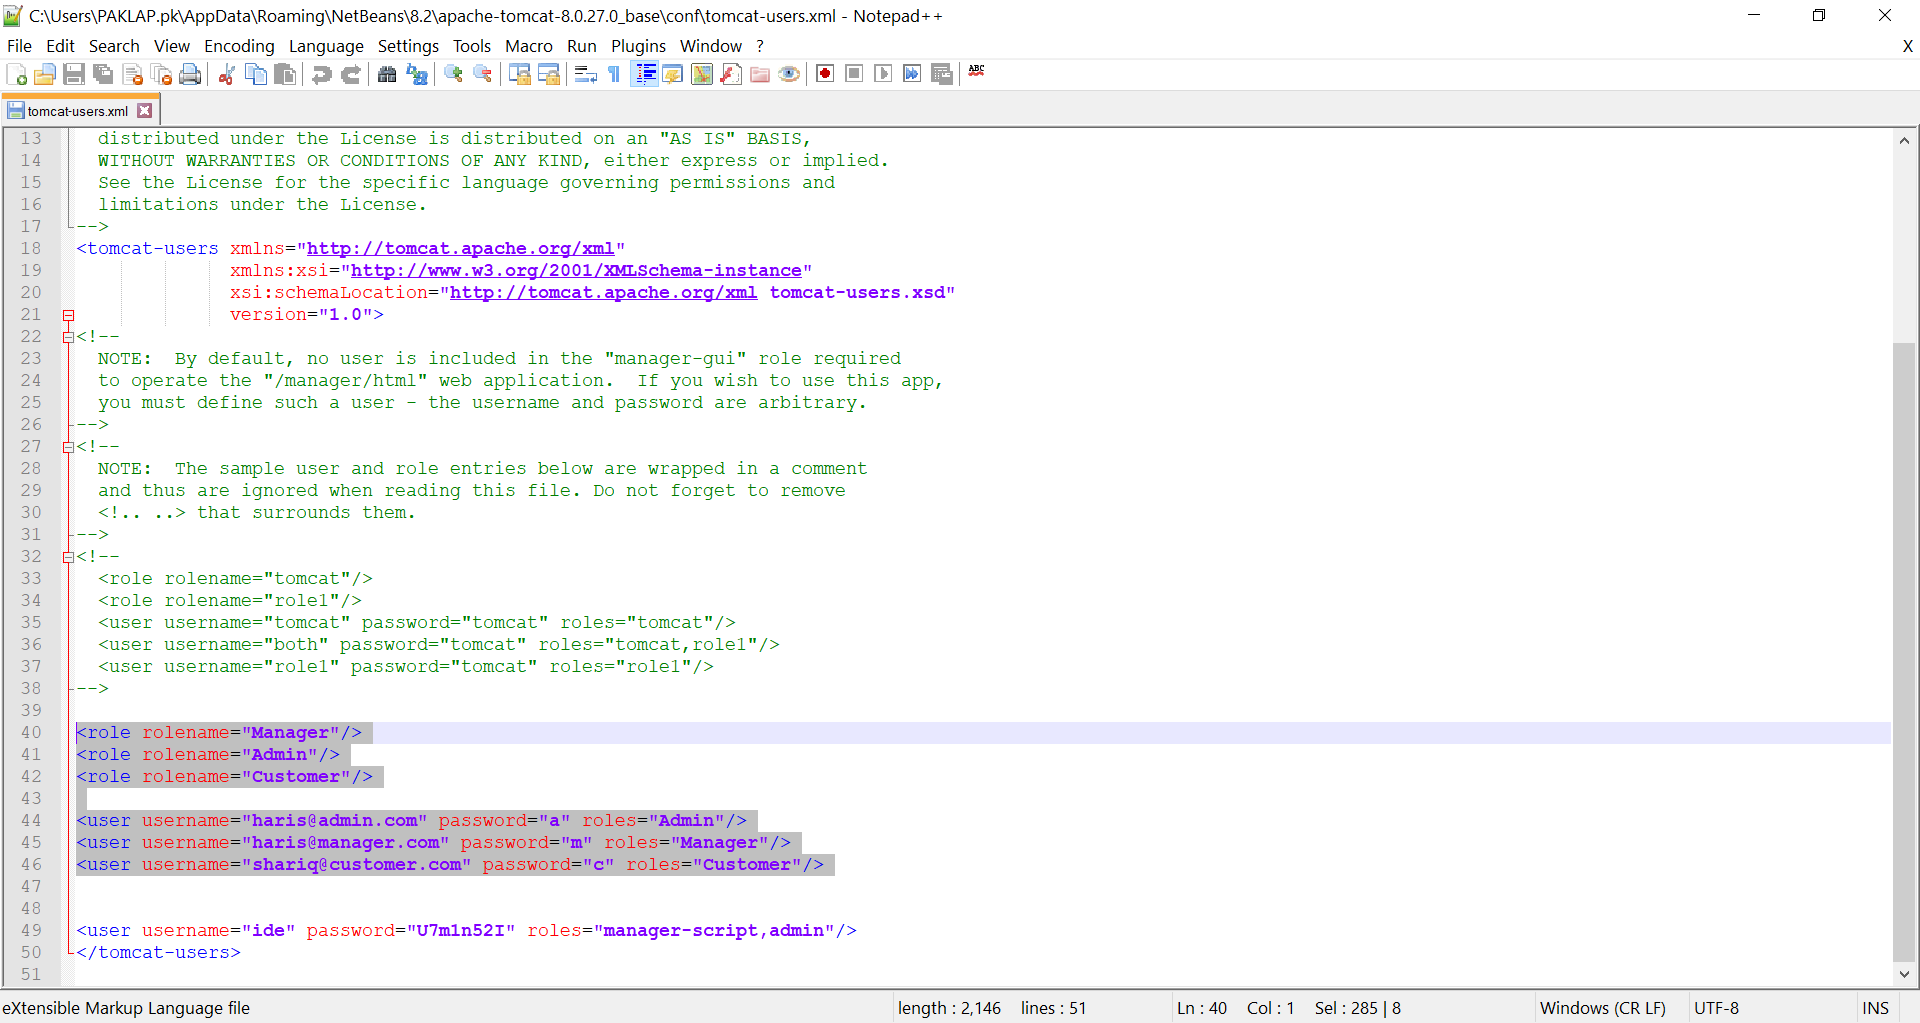 C:\Users\PAKLAP.pk\AppData\Roaming\NetBeans\8.2\apache-tomcat-8.0.27.0_base\conf\tomcat-users.xml - Notepad++
File Edit Search View Encoding Language Settings Tools Macro Run Plugins Window ? X
ABC
tomcat-users.xml
13 distributed under the License is distributed on an "AS IS" BASIS,
14 WITHOUT WARRANTIES OR CONDITIONS OF ANY KIND, either express or implied.
15 See the License for the specific language governing permissions and
16 limitations under the License.
17 -->
18 <tomcat-users xmlns="http://tomcat.apache.org/xml"
19 xmlns:xsi="http://www.w3.org/2001/XMLSchema-instance"
20 xsi:schemaLocation="http://tomcat.apache.org/xml tomcat-users.xsd"
21 version="1.0">
22 <!--
23 NOTE:  By default, no user is included in the "manager-gui" role required
24 to operate the "/manager/html" web application.  If you wish to use this app,
25 you must define such a user - the username and password are arbitrary.
26 -->
27 <!--
28 NOTE:  The sample user and role entries below are wrapped in a comment
29 and thus are ignored when reading this file. Do not forget to remove
30 <!.. ..> that surrounds them.
31 -->
32 <!--
33 <role rolename="tomcat"/>
34 <role rolename="role1"/>
35 <user username="tomcat" password="tomcat" roles="tomcat"/>
36 <user username="both" password="tomcat" roles="tomcat,role1"/>
37 <user username="role1" password="tomcat" roles="role1"/>
38 -->
39
40 <role rolename="Manager"/>
41 <role rolename="Admin"/>
42 <role rolename="Customer"/>
43
44 <user username="haris@admin.com" password="a" roles="Admin"/>
45 <user username="haris@manager.com" password="m" roles="Manager"/>
46 <user username="shariq@customer.com" password="c" roles="Customer"/>
47
48
49 <user username="ide" password="U7m1n52I" roles="manager-script,admin"/>
50 </tomcat-users>
51
eXtensible Markup Language file length : 2,146 lines : 51 Ln : 40 Col : 1 Sel : 285 | 8 Windows (CR LF) UTF-8 INS